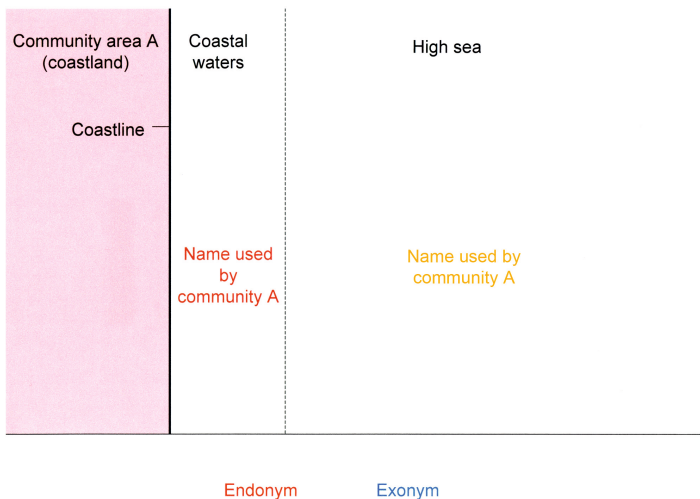 Community area A
(coastland)
Coastal
waters
High sea
Coastline
Name used
by
community A
Name used by
community A
Endonym
Exonym